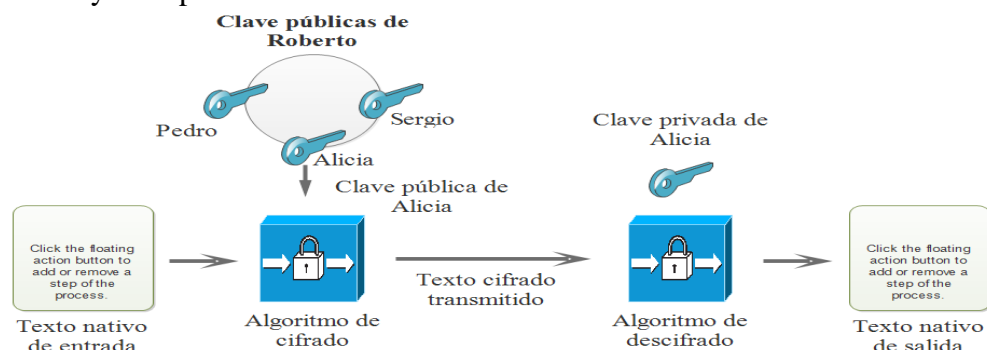 Clave públicas de
Roberto
Pedro
Sergio
Alicia
Clave pública de
Alicia
Clave privada de
Alicia
Click the floating
action button to
add or remove a
step of the
process.
Texto nativo
de entrada
Algoritmo de
cifrado
Texto cifrado
transmitido
Algoritmo de
descifrado
Click the floating
action button to
add or remove a
step of the
process.
Texto nativo
de salida